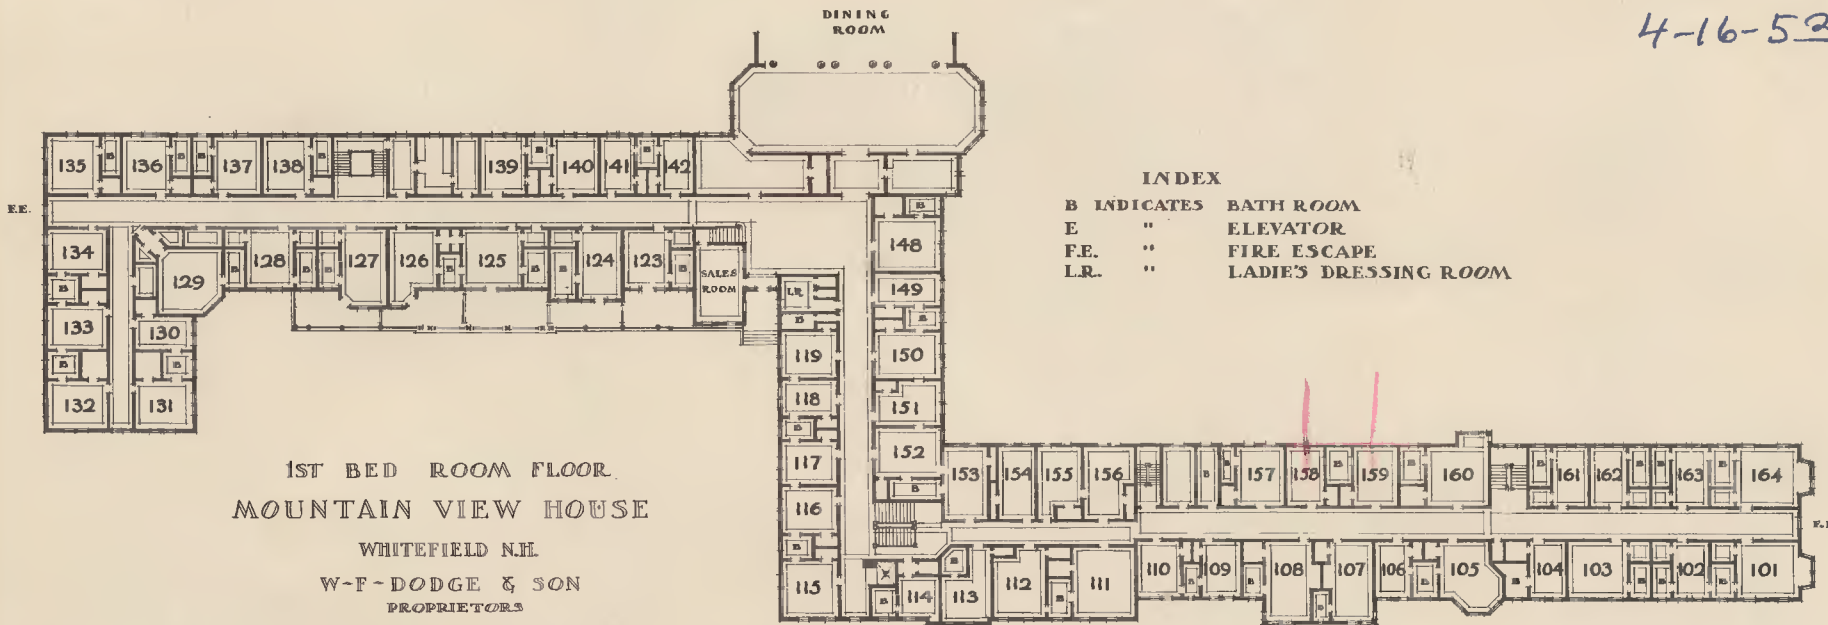 DINING
ROOM
4-16-52
INDEX
B INDICATES BATH ROOM
E " ELEVATOR
F.E. " FIRE ESCAPE
L.R. " LADIE'S DRESSING ROOM
135 B 136 B B 137 138 B 139 B 140 141 B 142
F.E.
134 129 B 128 B 127 126 B 125 B B 124 123 B
SALES
ROOM
B
133 130
B B
132 131
B
148
149
L.R. B
B
119 150
118 151
B
117 152
B
116
B
115
B 114
153 154 155 156 B B 157 158 B 159 B 160 B 161 162 B B 163 B 164
F.E.
B 113 112 B 111 110 B 109 B 108 B 107 106 B 105 B 104 103 B B 102 B 101
1ST BED ROOM FLOOR
MOUNTAIN VIEW HOUSE
WHITEFIELD N.H.
W-F-DODGE & SON
PROPRIETORS